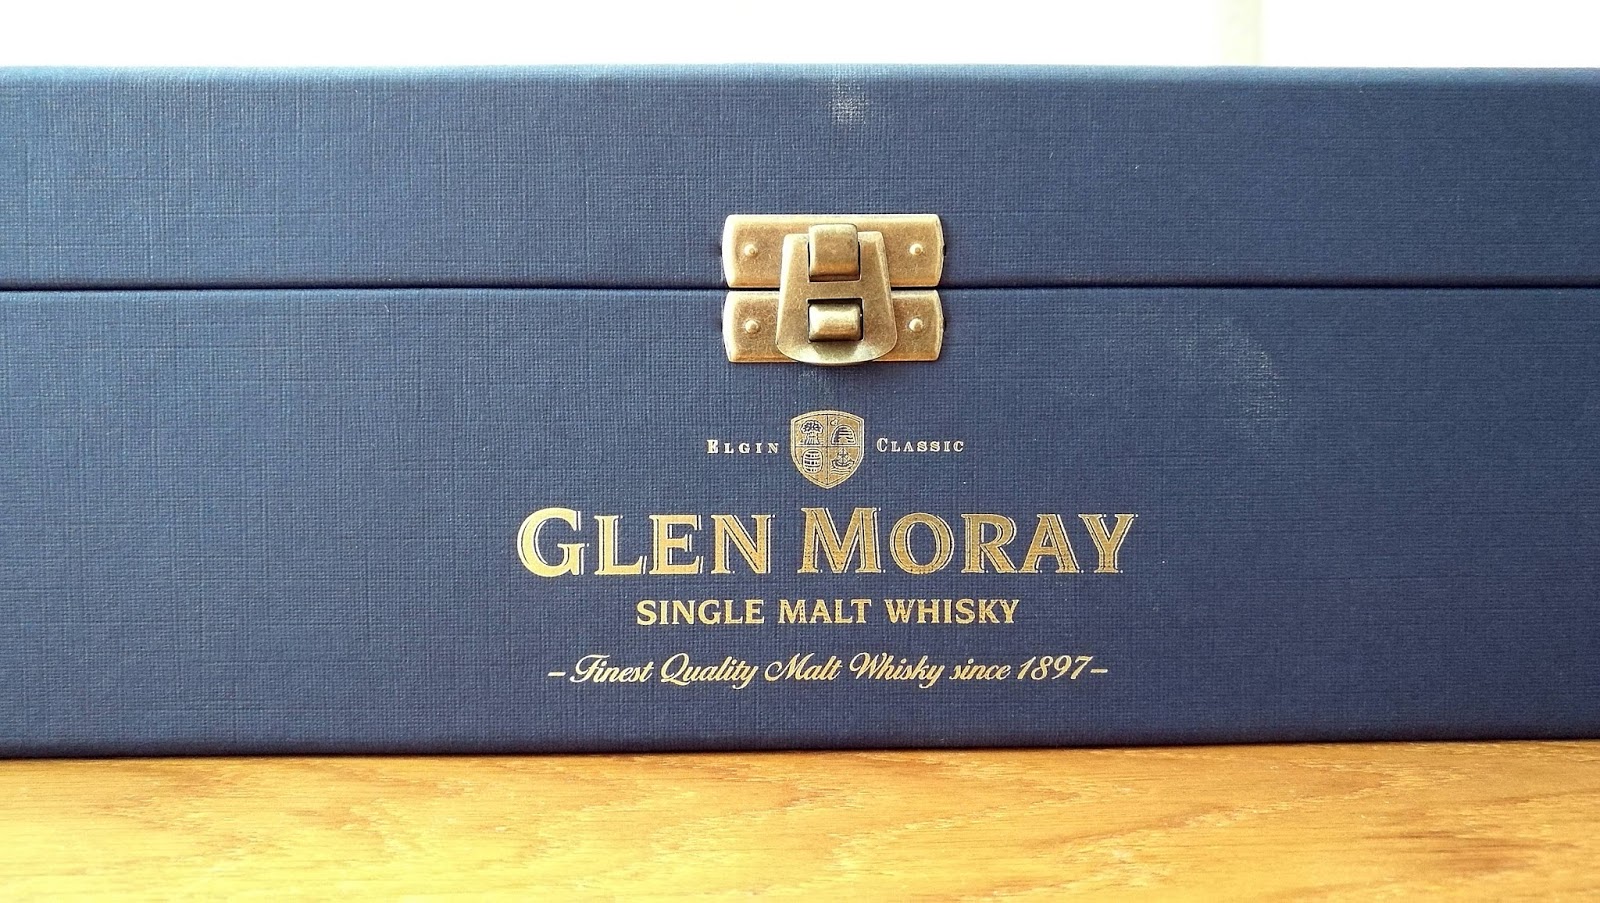 ELGIN CLASSIC
GLEN MORAY
SINGLE MALT WHISKY
–Finest Quality Malt Whisky since 1897–